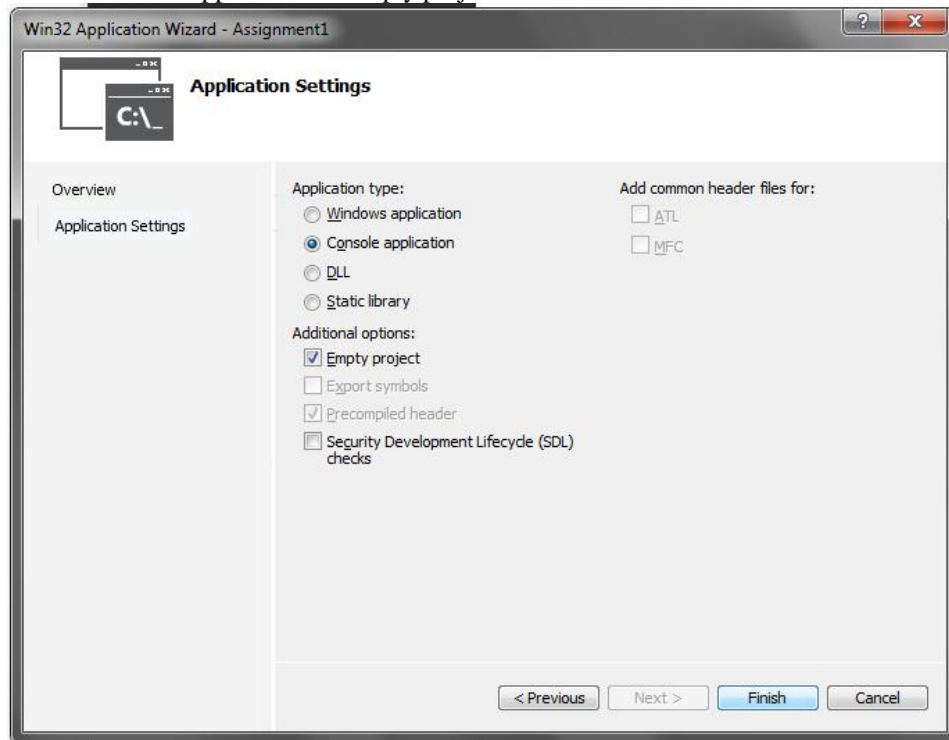 Win32 Application Wizard - Assignment1
?
X
C:\_
Application Settings
Overview
Application Settings
Application type:
Windows application
Console application
DLL
Static library
Additional options:
Empty project
Export symbols
Precompiled header
Security Development Lifecycle (SDL)
checks
Add common header files for:
ATL
MFC
< Previous
Next >
Finish
Cancel